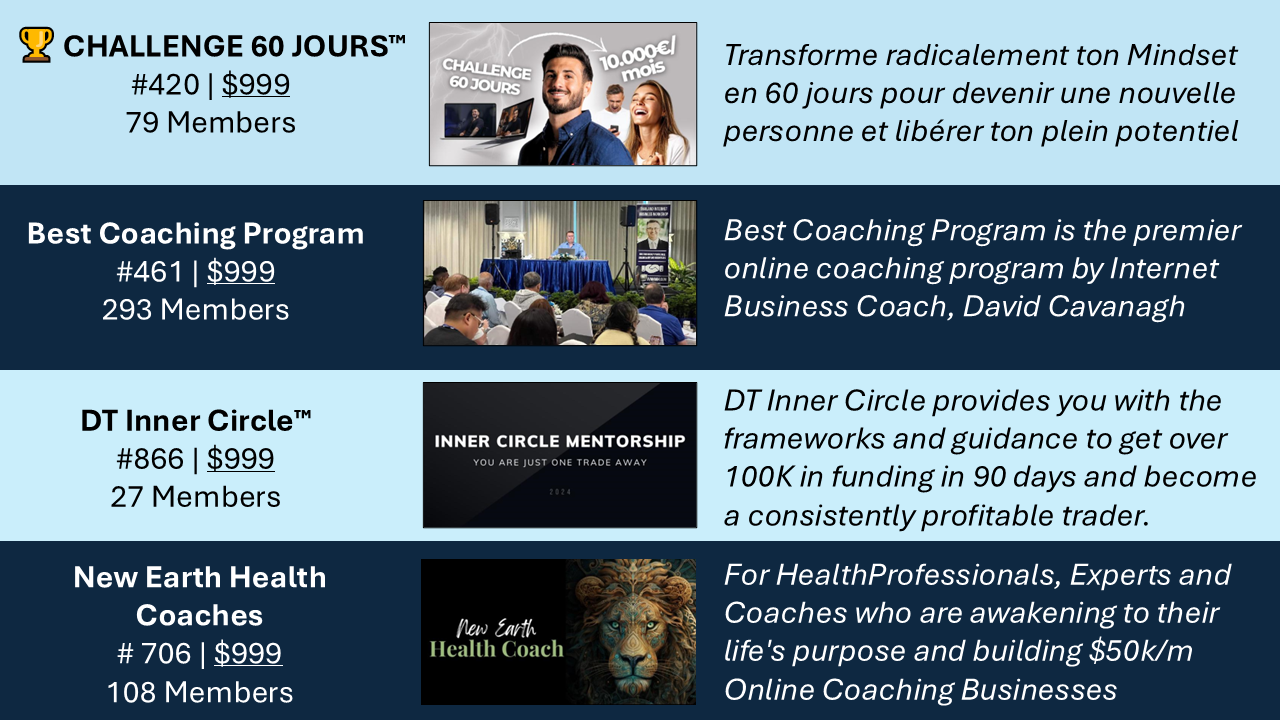 🏆 CHALLENGE 60 JOURS™
#420 | $999
79 Members
CHALLENGE
60 JOURS
10.000€/
mois
Transforme radicalement ton Mindset
en 60 jours pour devenir une nouvelle
personne et libérer ton plein potentiel
Best Coaching Program
#461 | $999
293 Members
Best Coaching Program is the premier
online coaching program by Internet
Business Coach, David Cavanagh
DT Inner Circle™
#866 | $999
27 Members
INNER CIRCLE MENTORSHIP
YOU ARE JUST ONE TRADE AWAY
2024
DT Inner Circle provides you with the
frameworks and guidance to get over
100K in funding in 90 days and become
a consistently profitable trader.
New Earth Health
Coaches
# 706 | $999
108 Members
New Earth
Health Coach
For HealthProfessionals, Experts and
Coaches who are awakening to their
life's purpose and building $50k/m
Online Coaching Businesses